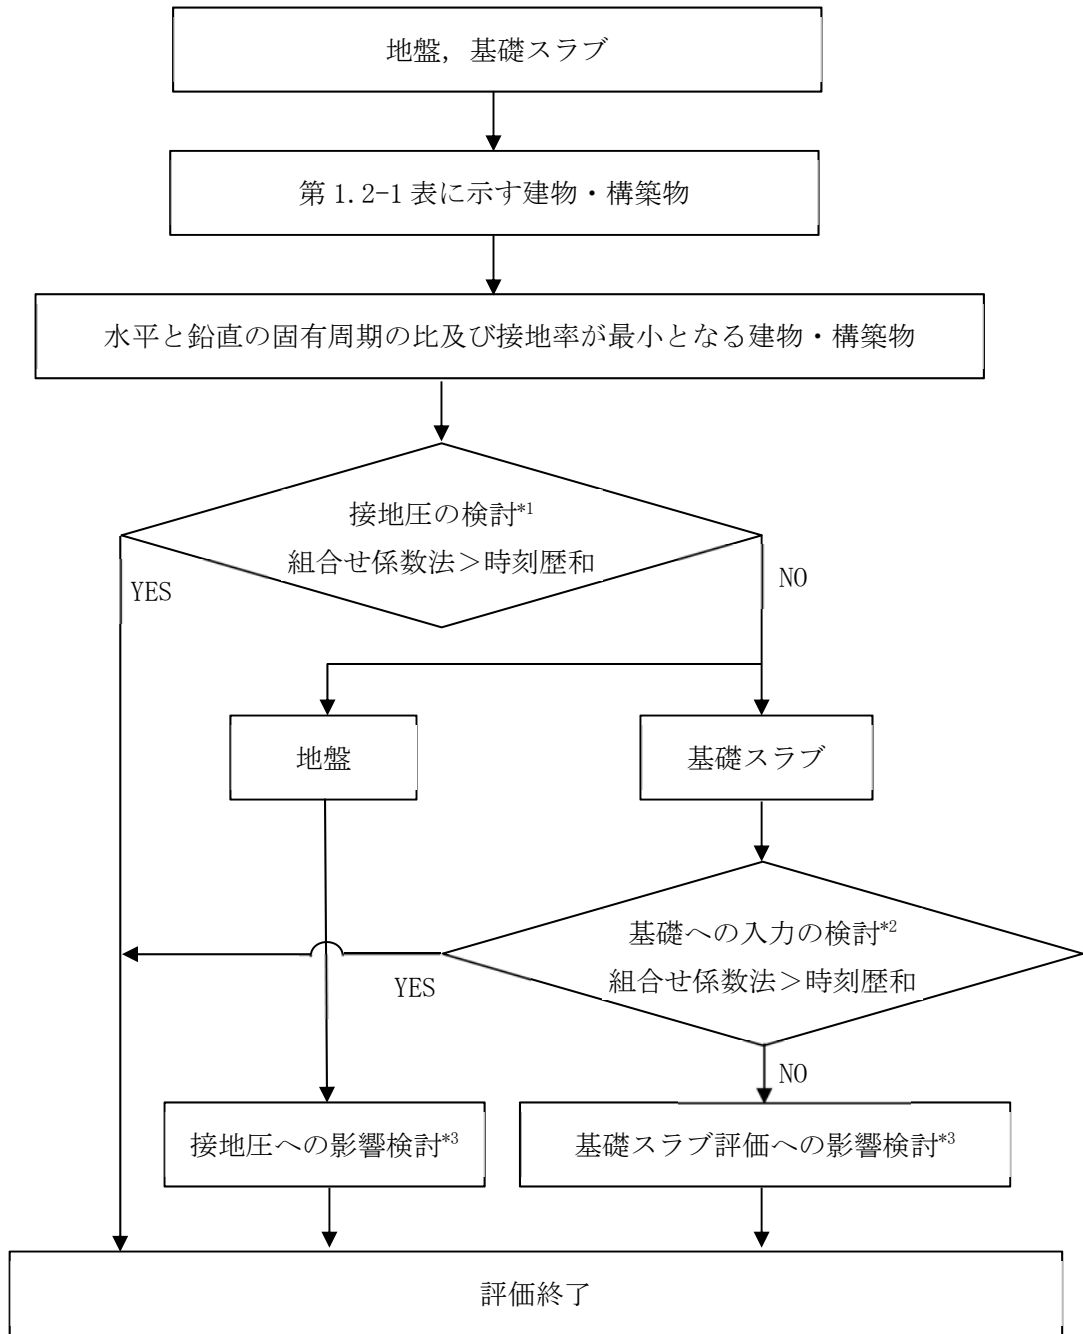 地盤，基礎スラブ
第 1.2-1 表に示す建物・構築物
水平と鉛直の固有周期の比及び接地率が最小となる建物・構築物
接地圧の検討*1
組合せ係数法＞時刻歴和
YES
NO
地盤
基礎スラブ
基礎への入力の検討*2
組合せ係数法＞時刻歴和
YES
NO
接地圧への影響検討*3
基礎スラブ評価への影響検討*3
評価終了